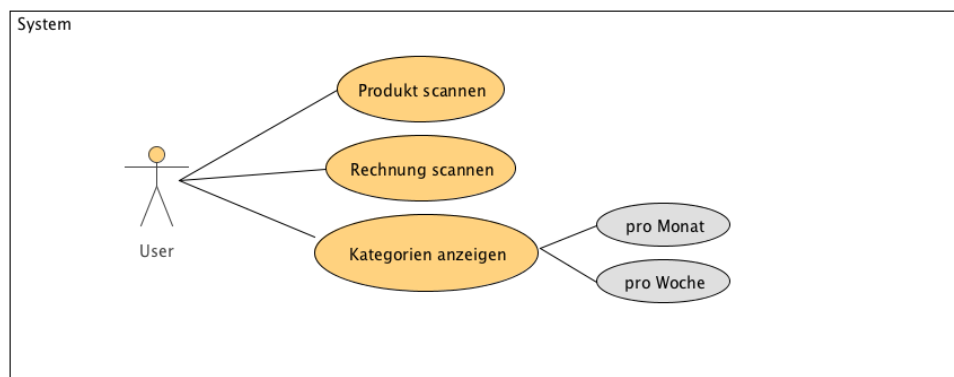 System
Produkt scannen
Rechnung scannen
User
Kategorien anzeigen
pro Monat
pro Woche